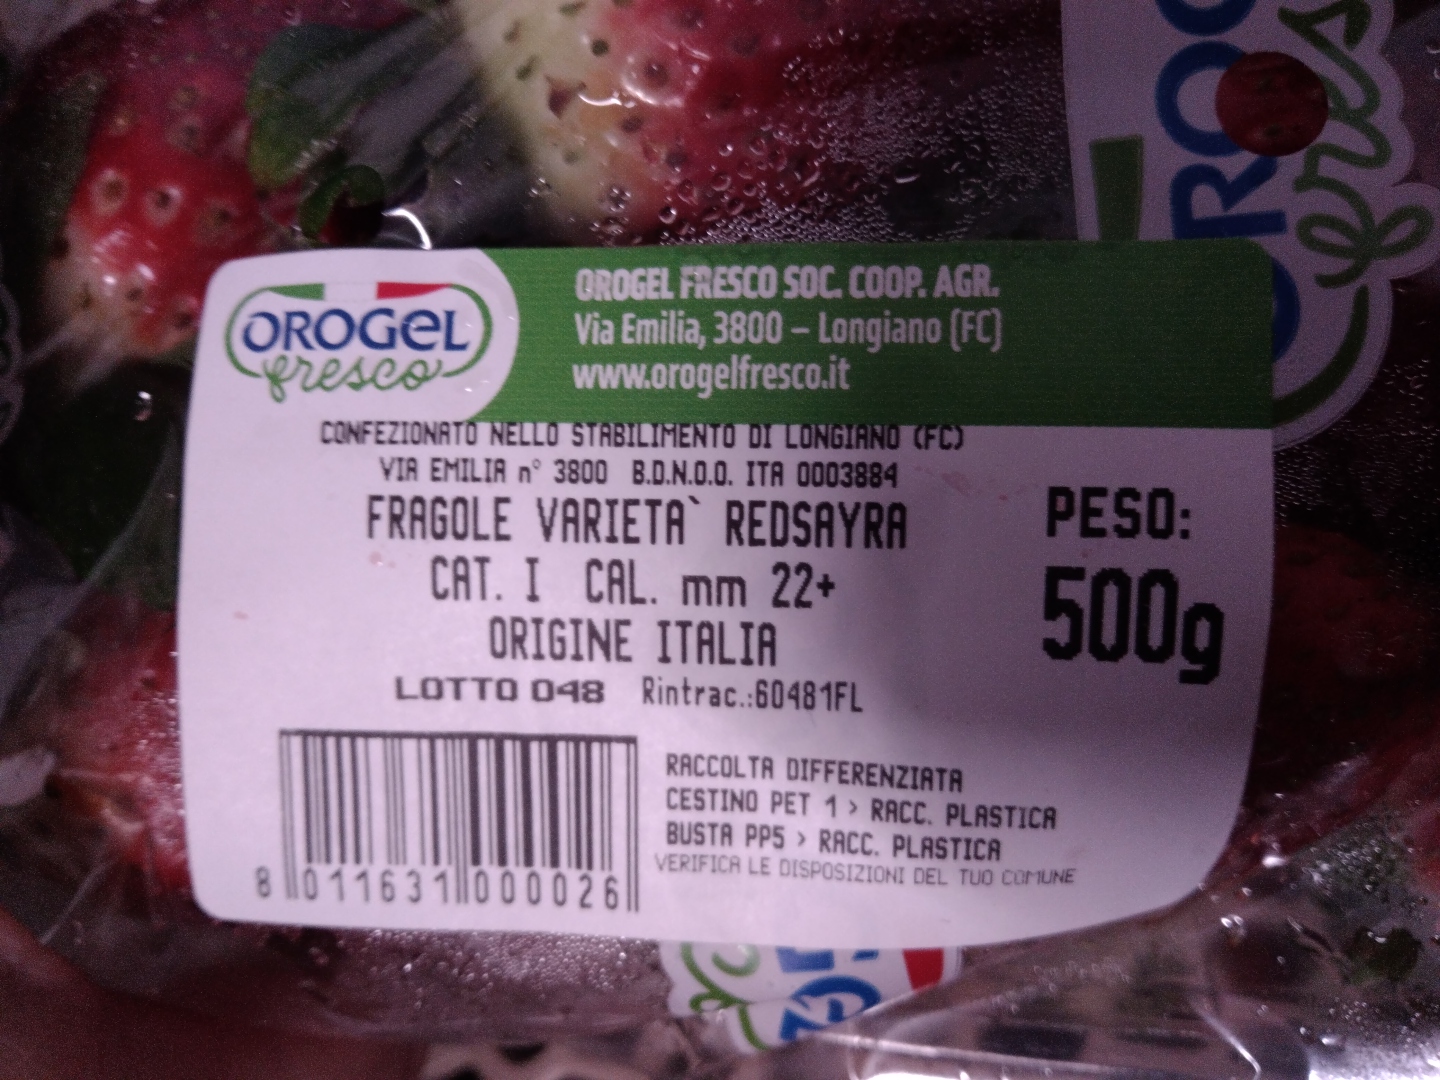 OROGEL
fresco
OROGEL FRESCO SOC. COOP. AGR.
Via Emilia, 3800 – Longiano (FC)
www.orogelfresco.it
CONFEZIONATO NELLO STABILIMENTO DI LONGIANO (FC)
VIA EMILIA n° 3800 B.D.N.O.O. ITA 0003884
FRAGOLE VARIETA` REDSAYRA
CAT. I CAL. mm 22+
ORIGINE ITALIA
LOTTO 048 Rintrac.:60481FL
PESO:
500g
RACCOLTA DIFFERENZIATA
CESTINO PET 1 > RACC. PLASTICA
BUSTA PP5 > RACC. PLASTICA
VERIFICA LE DISPOSIZIONI DEL TUO COMUNE
8 011631 000026